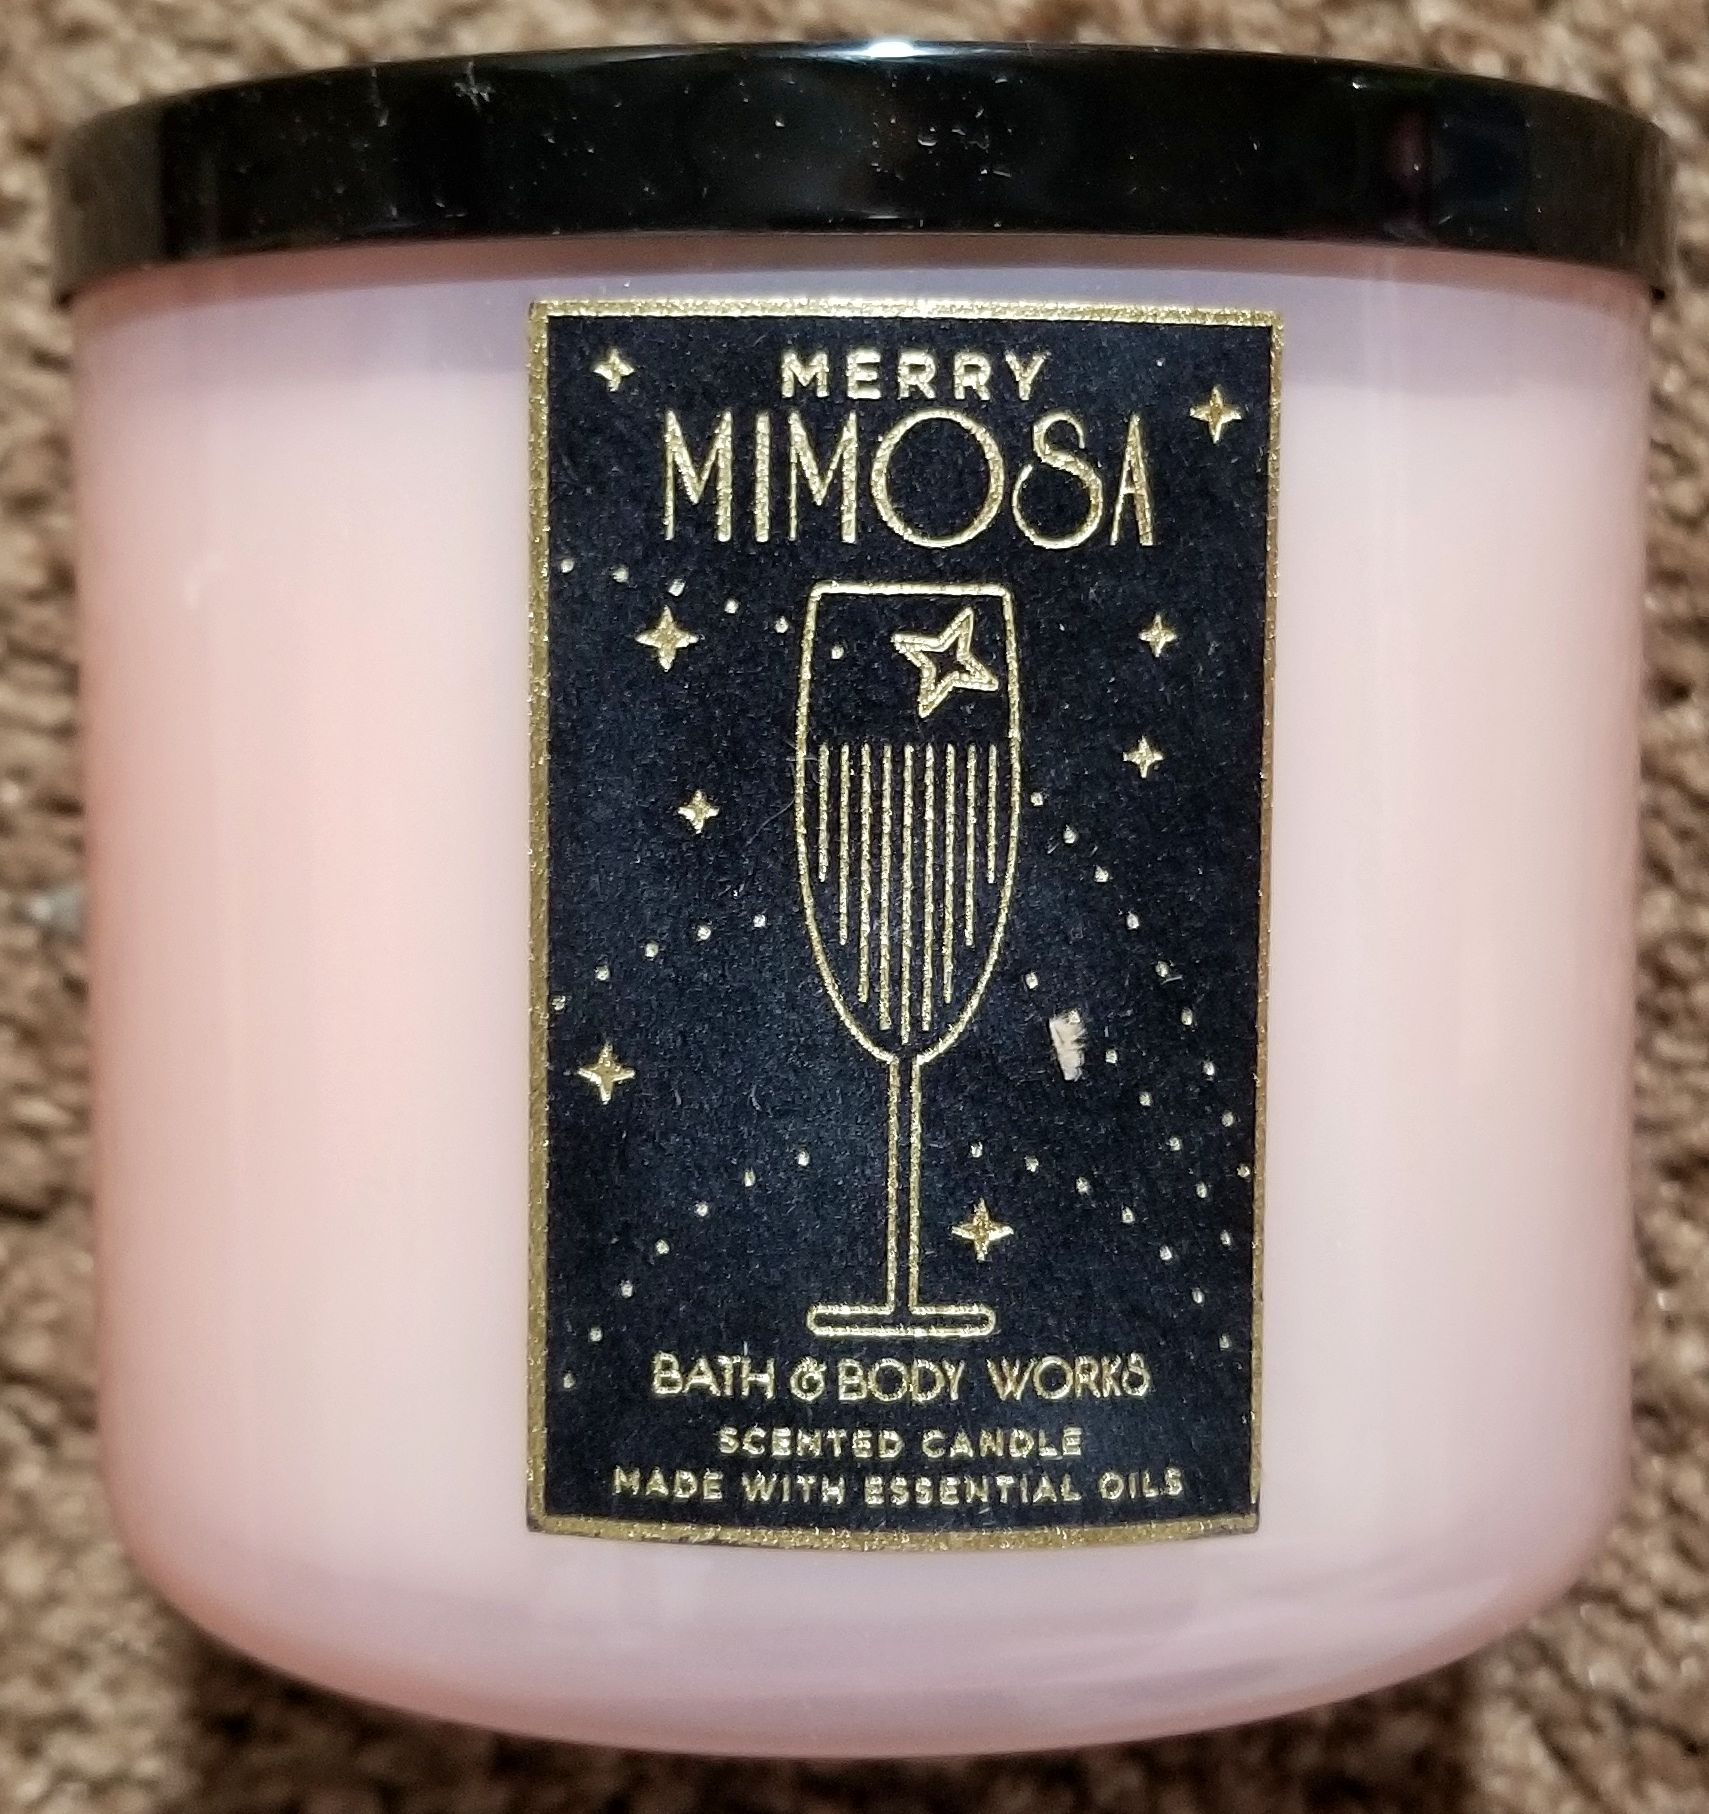 MERRY
MIMOSA
BATH & BODY WORKS
SCENTED CANDLE
MADE WITH ESSENTIAL OILS